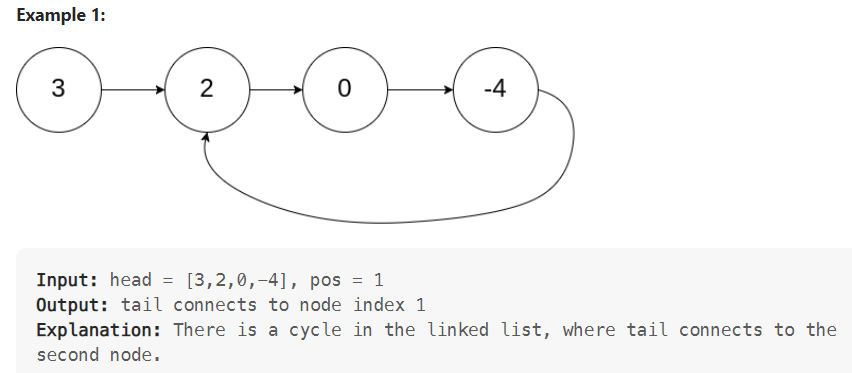 Example 1:
3 2 0 -4
Input: head = [3,2,0,-4], pos = 1
Output: tail connects to node index 1
Explanation: There is a cycle in the linked list, where tail connects to the
second node.